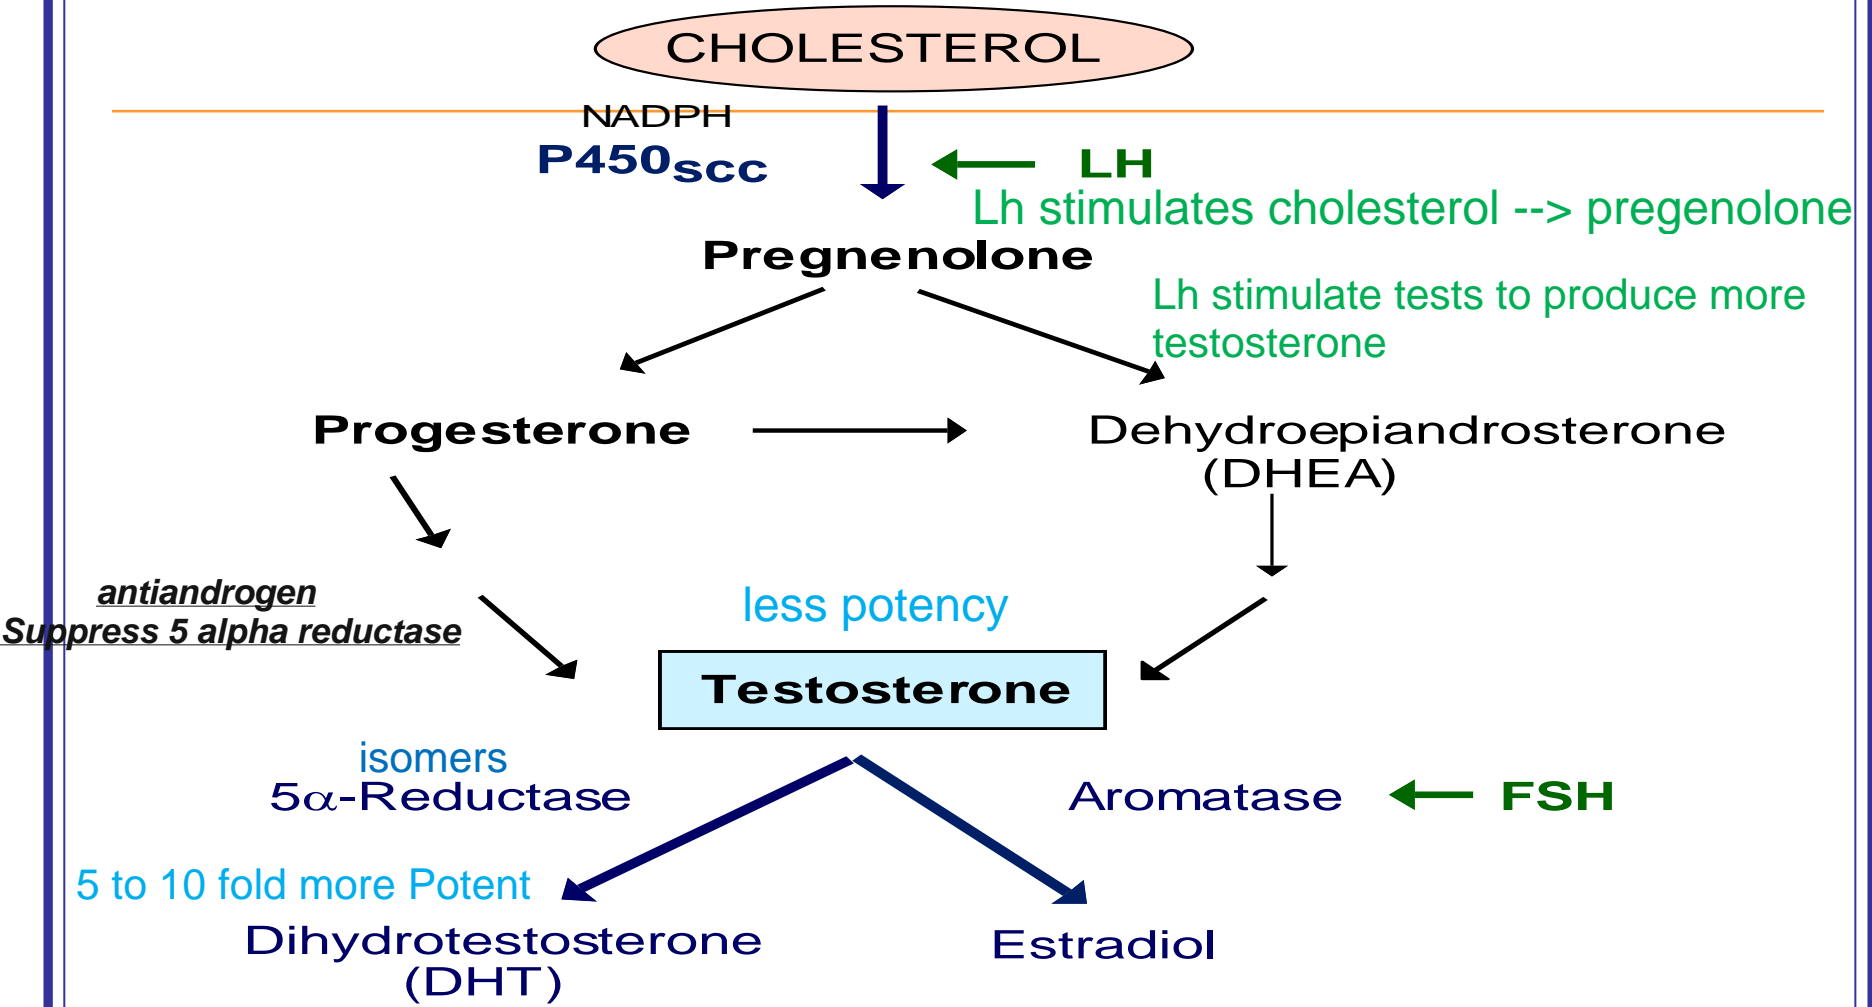 CHOLESTEROL
NADPH
P450scc
LH
Lh stimulates cholesterol --> pregenolone
Pregnenolone
Lh stimulate tests to produce more
testosterone
Progesterone
Dehydroepiandrosterone
(DHEA)
antiandrogen
Suppress 5 alpha reductase
less potency
Testosterone
isomers
5α-Reductase
Aromatase
FSH
5 to 10 fold more Potent
Dihydrotestosterone
(DHT)
Estradiol